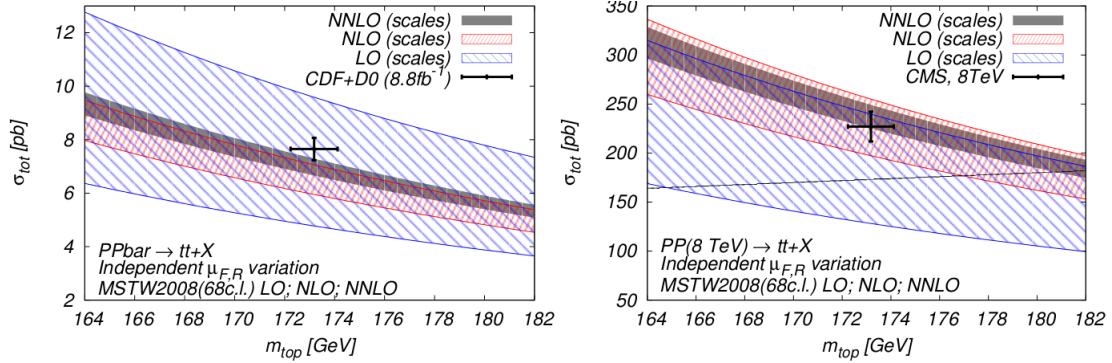 NNLO (scales)
NLO (scales)
LO (scales)
CDF+D0 (8.8fb⁻¹)
σtot [pb]
12
10
8
6
4
2
PPbar → tt+X
Independent μF,R variation
MSTW2008(68c.l.) LO; NLO; NNLO
164 166 168 170 172 174 176 178 180 182
mtop [GeV]
NNLO (scales)
NLO (scales)
LO (scales)
CMS, 8TeV
σtot [pb]
350
300
250
200
150
100
50
PP(8 TeV) → tt+X
Independent μF,R variation
MSTW2008(68c.l.) LO; NLO; NNLO
164 166 168 170 172 174 176 178 180 182
mtop [GeV]